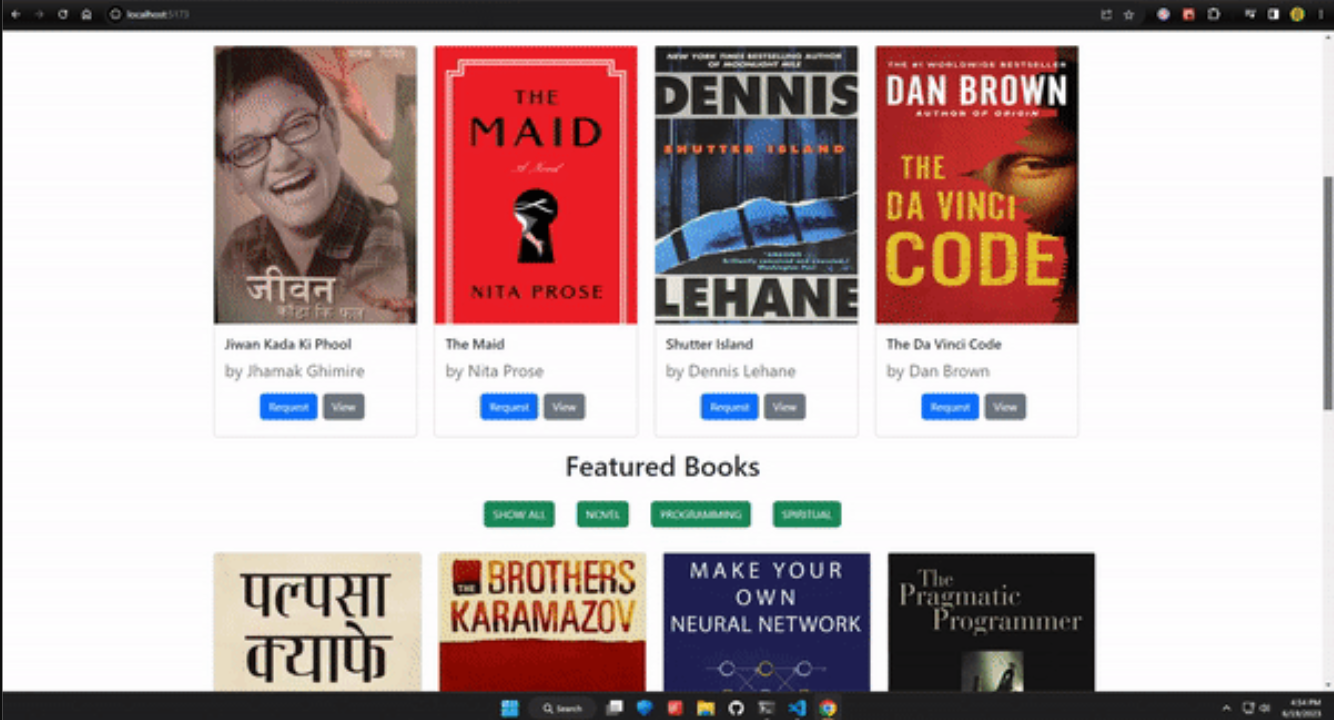 localhost:5173
THE
MAID
A Novel
NITA PROSE
NEW YORK TIMES BESTSELLING AUTHOR
OF MOONLIGHT MILE
DENNIS
SHUTTER ISLAND
LEHANE
THE #1 WORLDWIDE BESTSELLER
DAN BROWN
AUTHOR OF ORIGIN
THE
DA VINCI
CODE
जीवन
काँडा कि फूल
Jiwan Kada Ki Phool
The Maid
Shutter Island
The Da Vinci Code
by Jhamak Ghimire
by Nita Prose
by Dennis Lehane
by Dan Brown
Request
View
Request
View
Request
View
Request
View
Featured Books
SHOW ALL
NOVEL
PROGRAMMING
SPIRITUAL
पल्पसा
क्याफे
THE BROTHERS
KARAMAZOV
MAKE YOUR
OWN
NEURAL NETWORK
The
Pragmatic
Programmer
Search
4:54 PM
6/19/2023